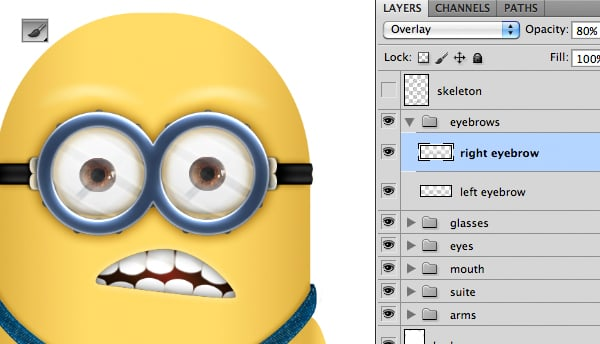 LAYERS CHANNELS PATHS
Overlay Opacity: 80%
Lock: Fill: 100%
skeleton
eyebrows
right eyebrow
left eyebrow
glasses
eyes
mouth
suite
arms